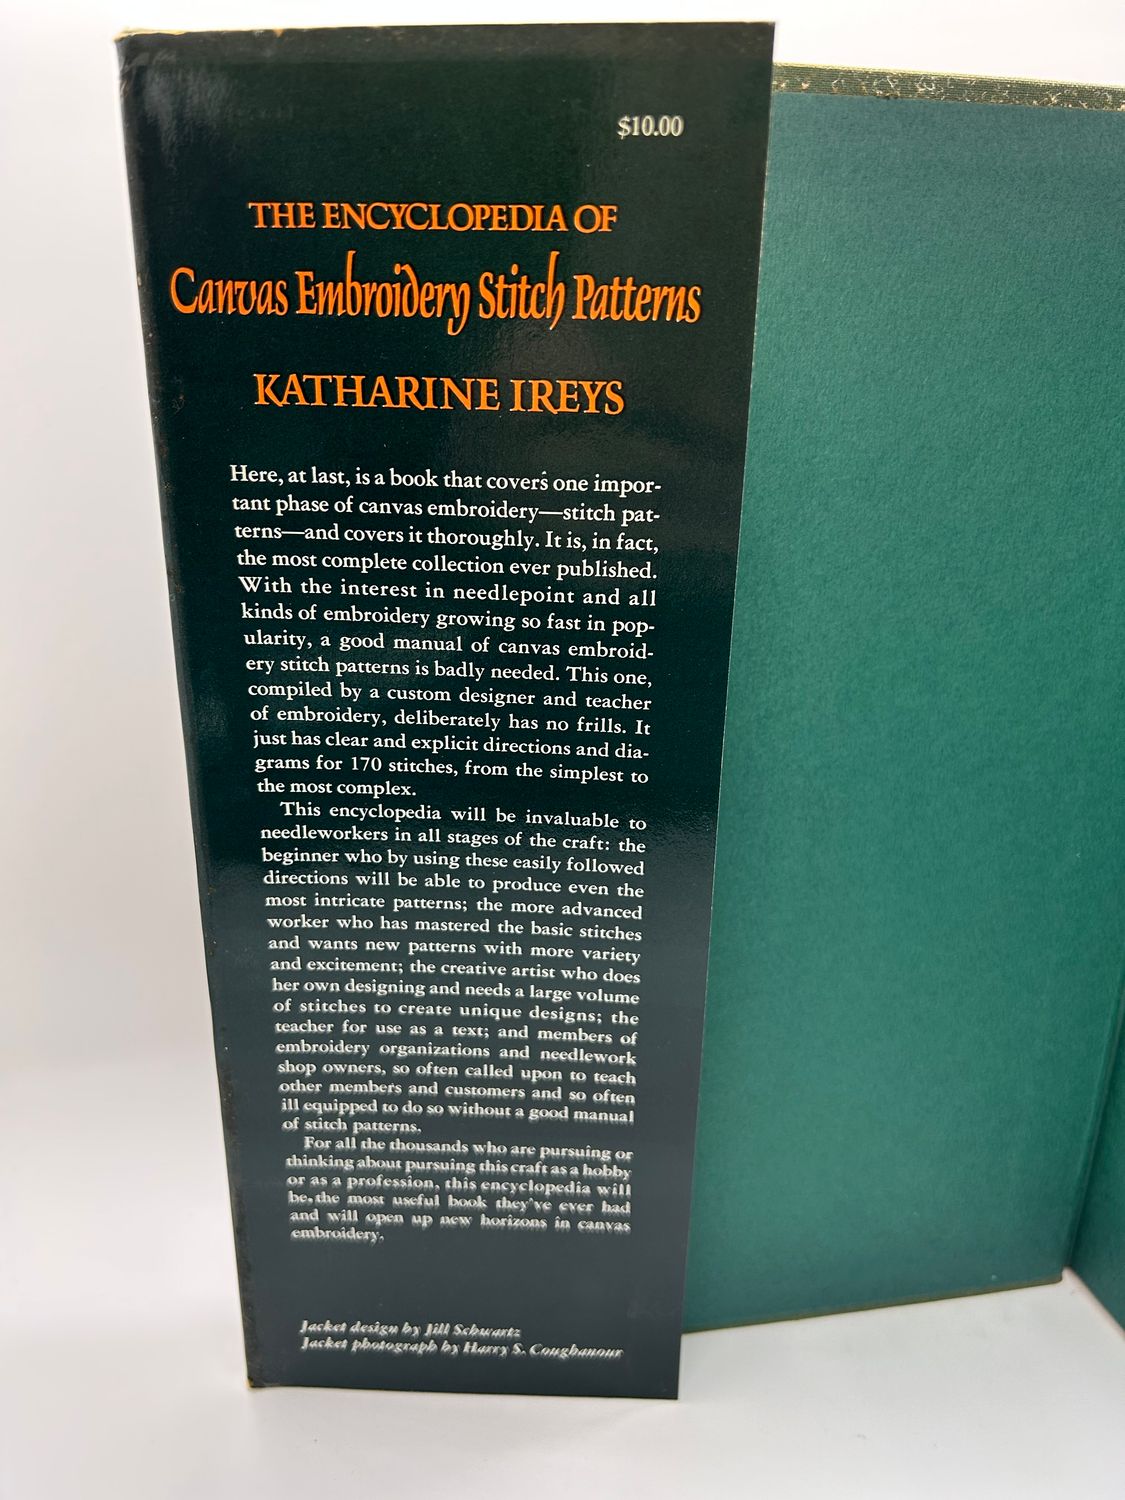 $10.00
THE ENCYCLOPEDIA OF
Canvas Embroidery Stitch Patterns
KATHARINE IREYS
Here, at last, is a book that covers one impor-
tant phase of canvas embroidery—stitch pat-
terns—and covers it thoroughly. It is, in fact,
the most complete collection ever published.
With the interest in needlepoint and all
kinds of embroidery growing so fast in pop-
ularity, a good manual of canvas embroid-
ery stitch patterns is badly needed. This one,
compiled by a custom designer and teacher
of embroidery, deliberately has no frills. It
just has clear and explicit directions and dia-
grams for 170 stitches, from the simplest to
the most complex.
This encyclopedia will be invaluable to
needleworkers in all stages of the craft: the
beginner who by using these easily followed
directions will be able to produce even the
most intricate patterns; the more advanced
worker who has mastered the basic stitches
and wants new patterns with more variety
and excitement; the creative artist who does
her own designing and needs a large volume
of stitches to create unique designs; the
teacher for use as a text; and members of
embroidery organizations and needlework
shop owners, so often called upon to teach
other members and customers and so often
ill equipped to do so without a good manual
of stitch patterns.
For all the thousands who are pursuing or
thinking about pursuing this craft as a hobby
or as a profession, this encyclopedia will
be the most useful book they've ever had
and will open up new horizons in canvas
embroidery.
Jacket design by Jill Schwartz
Jacket photograph by Harry S. Coughanour